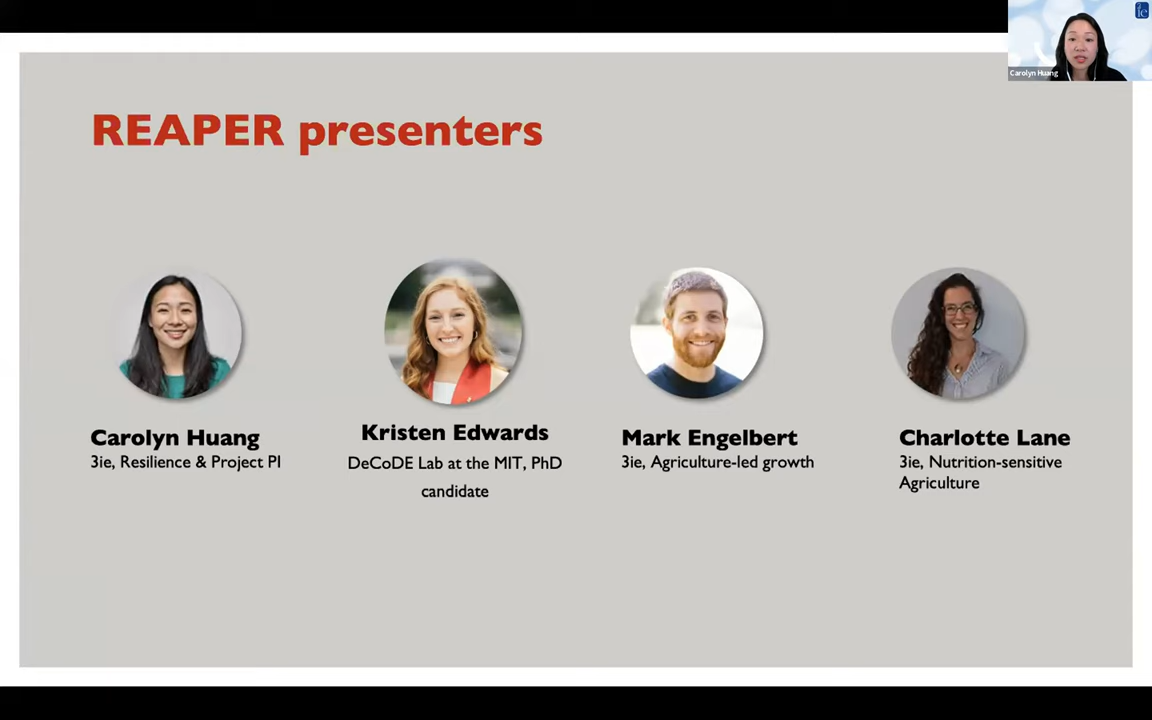 ie
Carolyn Huang
REAPER presenters
Carolyn Huang
3ie, Resilience & Project PI
Kristen Edwards
DeCoDE Lab at the MIT, PhD
candidate
Mark Engelbert
3ie, Agriculture-led growth
Charlotte Lane
3ie, Nutrition-sensitive
Agriculture